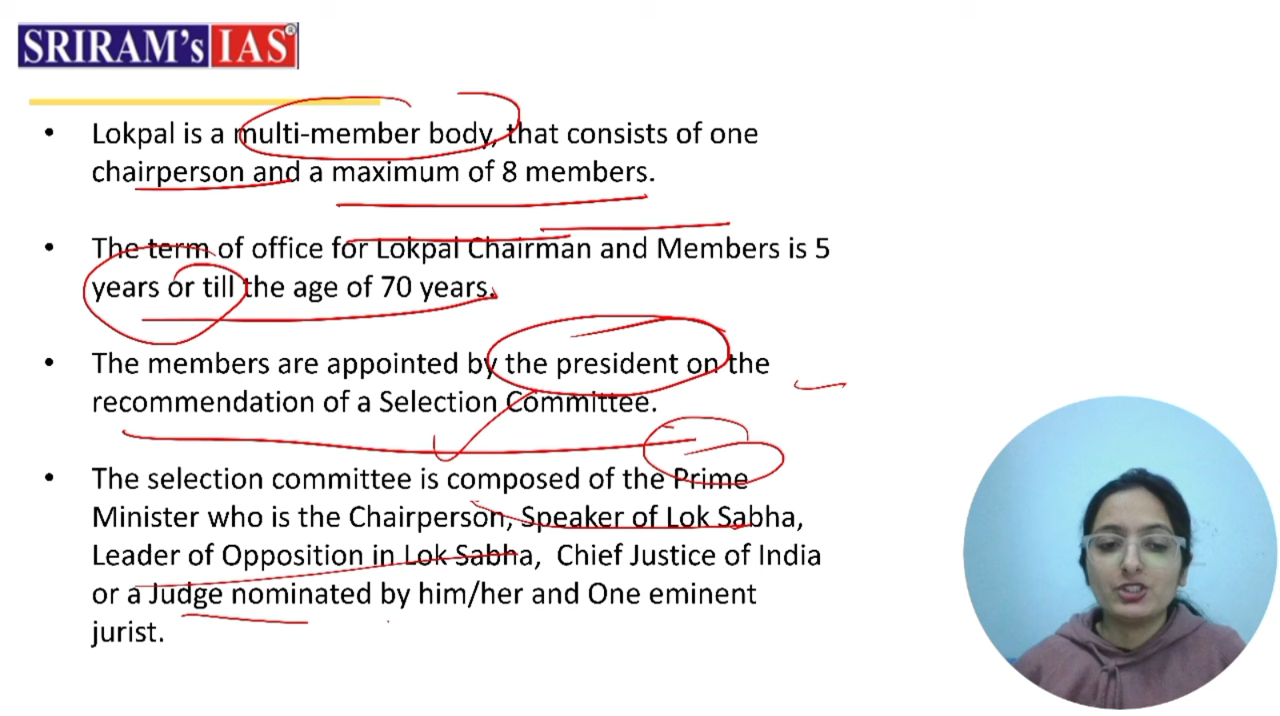 SRIRAM's IAS®
• Lokpal is a multi-member body, that consists of one
chairperson and a maximum of 8 members.
• The term of office for Lokpal Chairman and Members is 5
years or till the age of 70 years.
• The members are appointed by the president on the
recommendation of a Selection Committee.
• The selection committee is composed of the Prime
Minister who is the Chairperson, Speaker of Lok Sabha,
Leader of Opposition in Lok Sabha, Chief Justice of India
or a Judge nominated by him/her and One eminent
jurist.